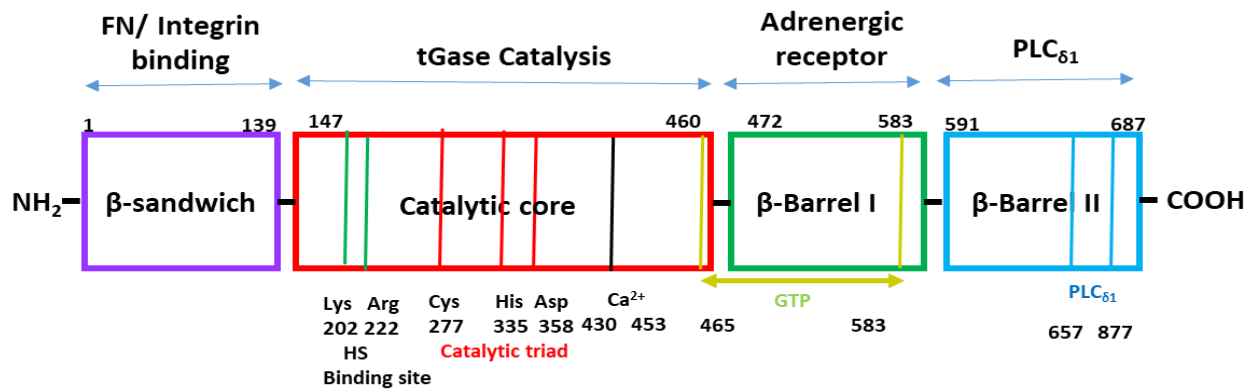 FN/ Integrin
binding
tGase Catalysis
Adrenergic
receptor
PLCδ1
1 139
147 460
472 583
591 687
NH2 β-sandwich Catalytic core β-Barrel I β-Barrel II COOH
Lys Arg Cys His Asp Ca2+ GTP PLCδ1
202 222 277 335 358 430 453 465 583 657 877
HS Catalytic triad
Binding site